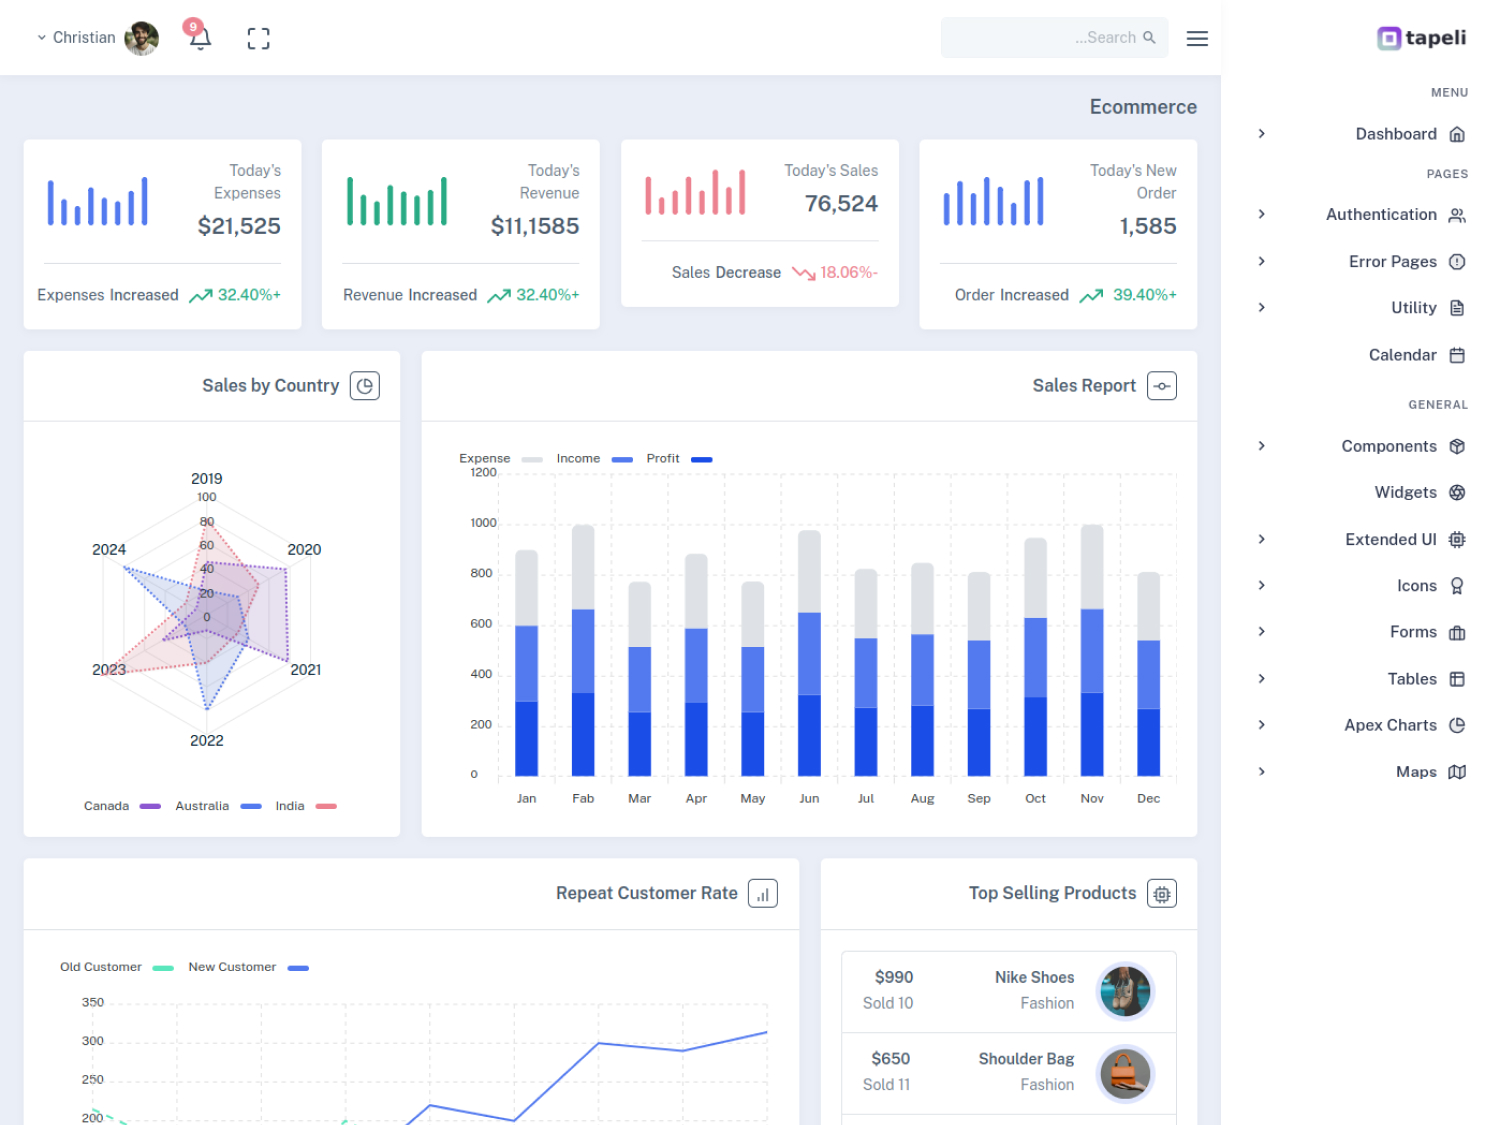 Christian
9
Search...
tapeli
MENU
Dashboard
PAGES
Authentication
Error Pages
Utility
Calendar
GENERAL
Components
Widgets
Extended UI
Icons
Forms
Tables
Apex Charts
Maps
Ecommerce
Today's
Expenses
$21,525
Expenses Increased 32.40%+
Today's
Revenue
$11,1585
Revenue Increased 32.40%+
Today's Sales
76,524
Sales Decrease 18.06%-
Today's New
Order
1,585
Order Increased 39.40%+
Sales by Country
2019
100
80
60
40
20
0
2020
2021
2022
2023
2024
Canada Australia India
Sales Report
Expense Income Profit
1200
1000
800
600
400
200
0
Jan Fab Mar Apr May Jun Jul Aug Sep Oct Nov Dec
Repeat Customer Rate
Old Customer New Customer
350
300
250
200
Top Selling Products
$990 Nike Shoes
Sold 10 Fashion
$650 Shoulder Bag
Sold 11 Fashion